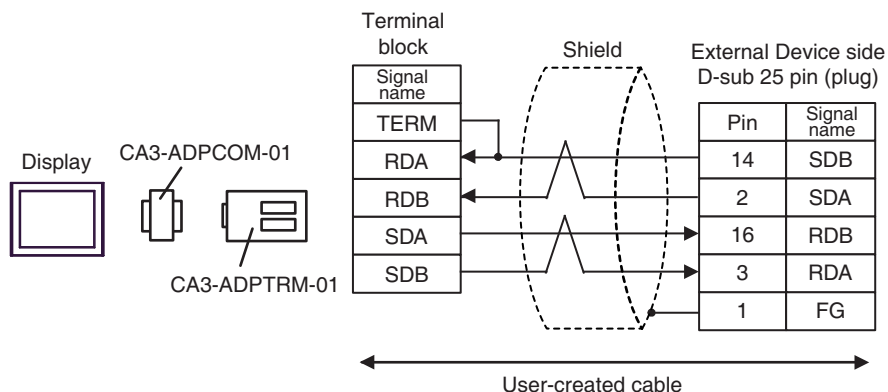 Terminal
block
Shield
External Device side
D-sub 25 pin (plug)
Signal
name
TERM
RDA
RDB
SDA
SDB
Pin
Signal
name
14
SDB
2
SDA
16
RDB
3
RDA
1
FG
Display
CA3-ADPCOM-01
CA3-ADPTRM-01
User-created cable